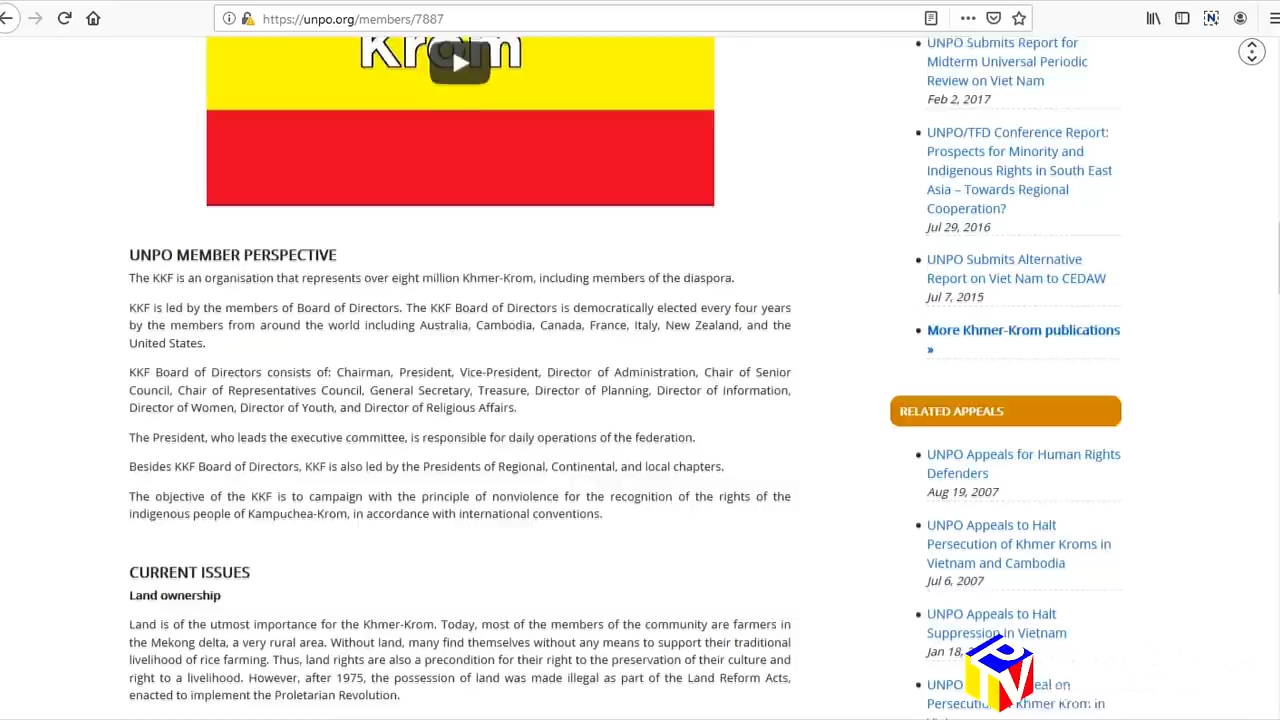 https://unpo.org/members/7887
Krom
UNPO MEMBER PERSPECTIVE
The KKF is an organisation that represents over eight million Khmer-Krom, including members of the diaspora.
KKF is led by the members of Board of Directors. The KKF Board of Directors is democratically elected every four years
by the members from around the world including Australia, Cambodia, Canada, France, Italy, New Zealand, and the
United States.
KKF Board of Directors consists of: Chairman, President, Vice-President, Director of Administration, Chair of Senior
Council, Chair of Representatives Council, General Secretary, Treasure, Director of Planning, Director of Information,
Director of Women, Director of Youth, and Director of Religious Affairs.
The President, who leads the executive committee, is responsible for daily operations of the federation.
Besides KKF Board of Directors, KKF is also led by the Presidents of Regional, Continental, and local chapters.
The objective of the KKF is to campaign with the principle of nonviolence for the recognition of the rights of the
indigenous people of Kampuchea-Krom, in accordance with international conventions.
CURRENT ISSUES
Land ownership
Land is of the utmost importance for the Khmer-Krom. Today, most of the members of the community are farmers in
the Mekong delta, a very rural area. Without land, many find themselves without any means to support their traditional
livelihood of rice farming. Thus, land rights are also a precondition for their right to the preservation of their culture and
right to a livelihood. However, after 1975, the possession of land was made illegal as part of the Land Reform Acts,
enacted to implement the Proletarian Revolution.
UNPO Submits Report for
Midterm Universal Periodic
Review on Viet Nam
Feb 2, 2017
UNPO/TFD Conference Report:
Prospects for Minority and
Indigenous Rights in South East
Asia – Towards Regional
Cooperation?
Jul 29, 2016
UNPO Submits Alternative
Report on Viet Nam to CEDAW
Jul 7, 2015
More Khmer-Krom publications
»
RELATED APPEALS
UNPO Appeals for Human Rights
Defenders
Aug 19, 2007
UNPO Appeals to Halt
Persecution of Khmer Kroms in
Vietnam and Cambodia
Jul 6, 2007
UNPO Appeals to Halt
Suppression in Vietnam
Jan 18,
on
Khmer Krom in